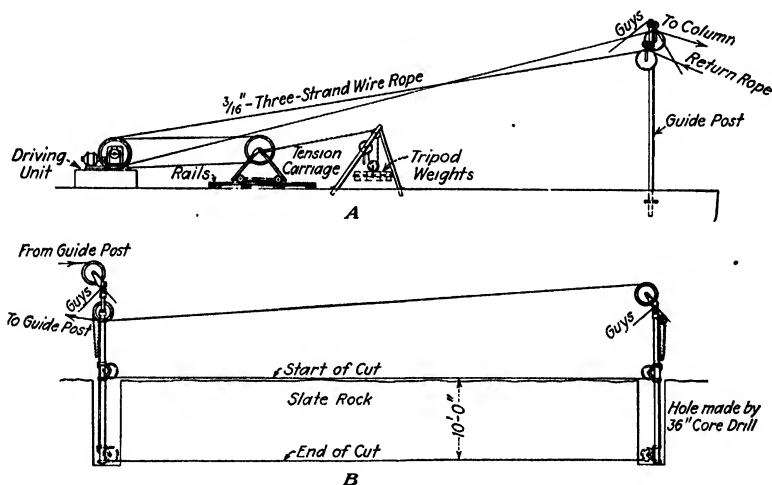 Guys
To Column
Return Rope
3/16"-Three-Strand Wire Rope
Guide Post
Driving
Unit
Rails
Tension
Carriage
Tripod
Weights
A
From Guide Post
Guys
To Guide Post
Guys
Start of Cut
Slate Rock
10'-0"
Hole made by
36" Core Drill
End of Cut
B